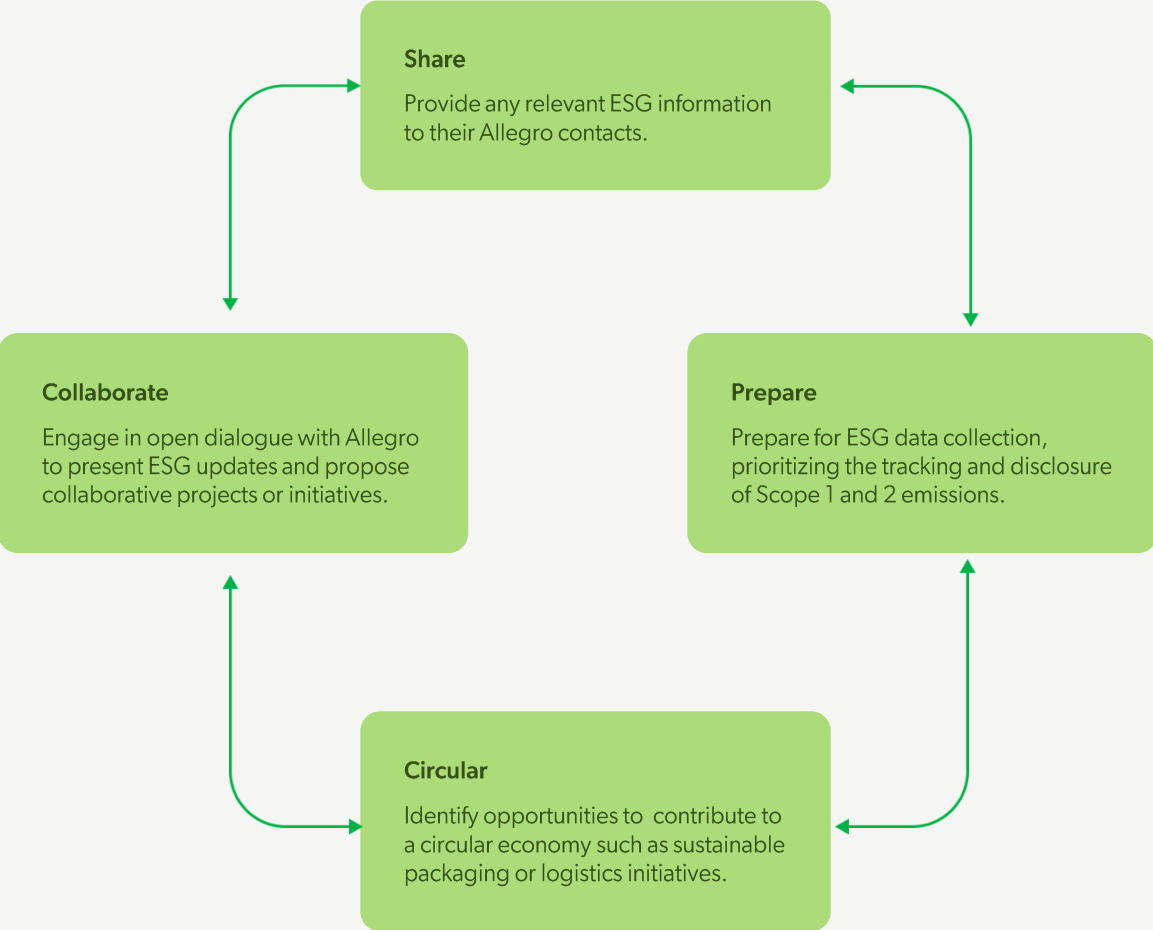 Share
Provide any relevant ESG information
to their Allegro contacts.
Collaborate
Engage in open dialogue with Allegro
to present ESG updates and propose
collaborative projects or initiatives.
Prepare
Prepare for ESG data collection,
prioritizing the tracking and disclosure
of Scope 1 and 2 emissions.
Circular
Identify opportunities to  contribute to
a circular economy such as sustainable
packaging or logistics initiatives.